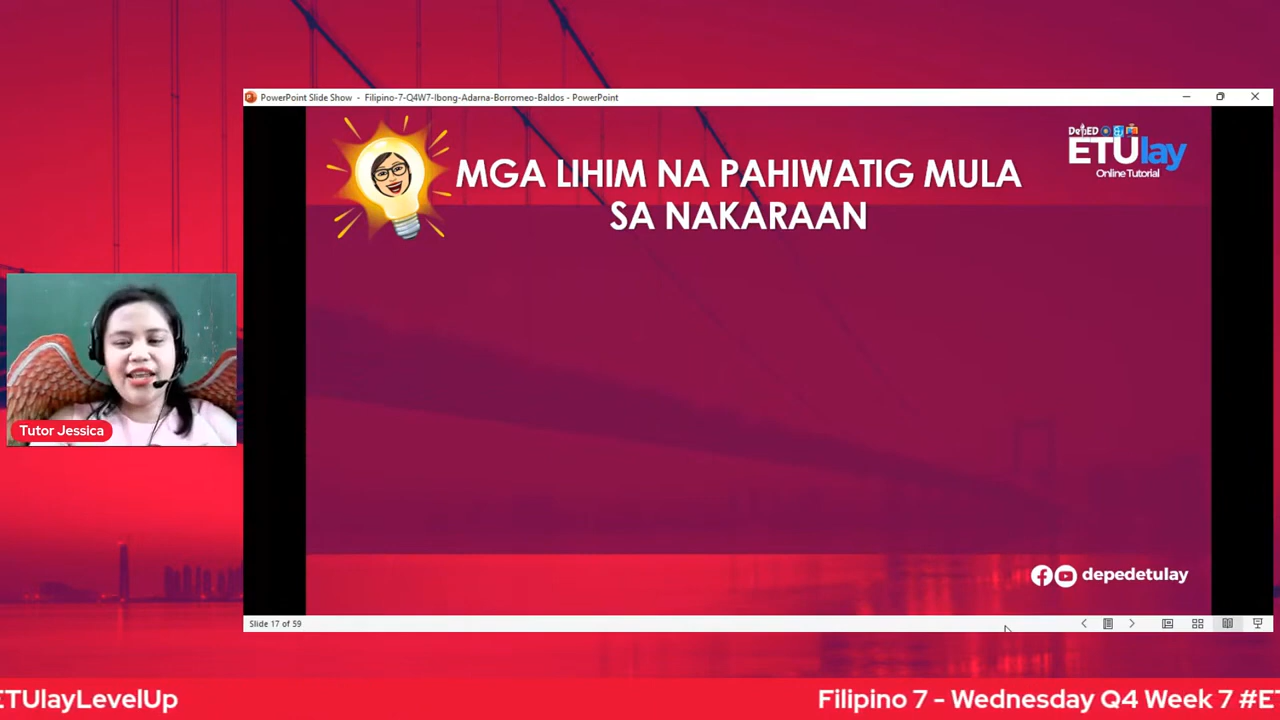 PowerPoint Slide Show - Filipino-7-Q4W7-Ibong-Adarna-Borromeo-Baldos - PowerPoint
MGA LIHIM NA PAHIWATIG MULA
SA NAKARAAN
DepED
ETUlay
Online Tutorial
Tutor Jessica
depedetulay
Slide 17 of 59
ETUlayLevelUp
Filipino 7 - Wednesday Q4 Week 7 #ET